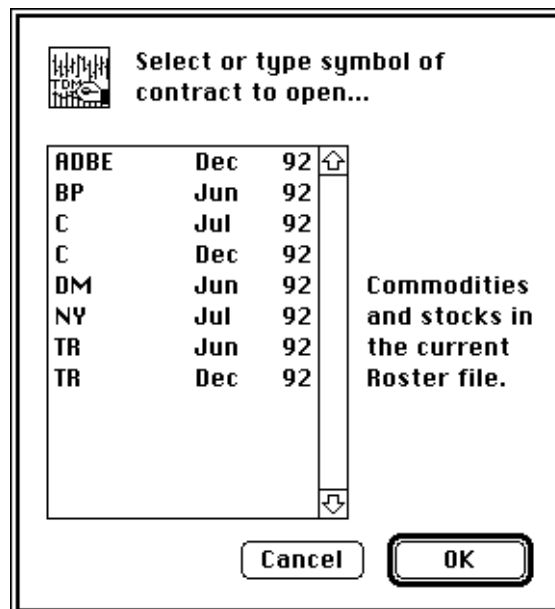 TDM
Select or type symbol of
contract to open...
ADBE Dec 92
BP Jun 92
C Jul 92
C Dec 92
DM Jun 92
NY Jul 92
TR Jun 92
TR Dec 92
Commodities
and stocks in
the current
Roster file.
Cancel OK